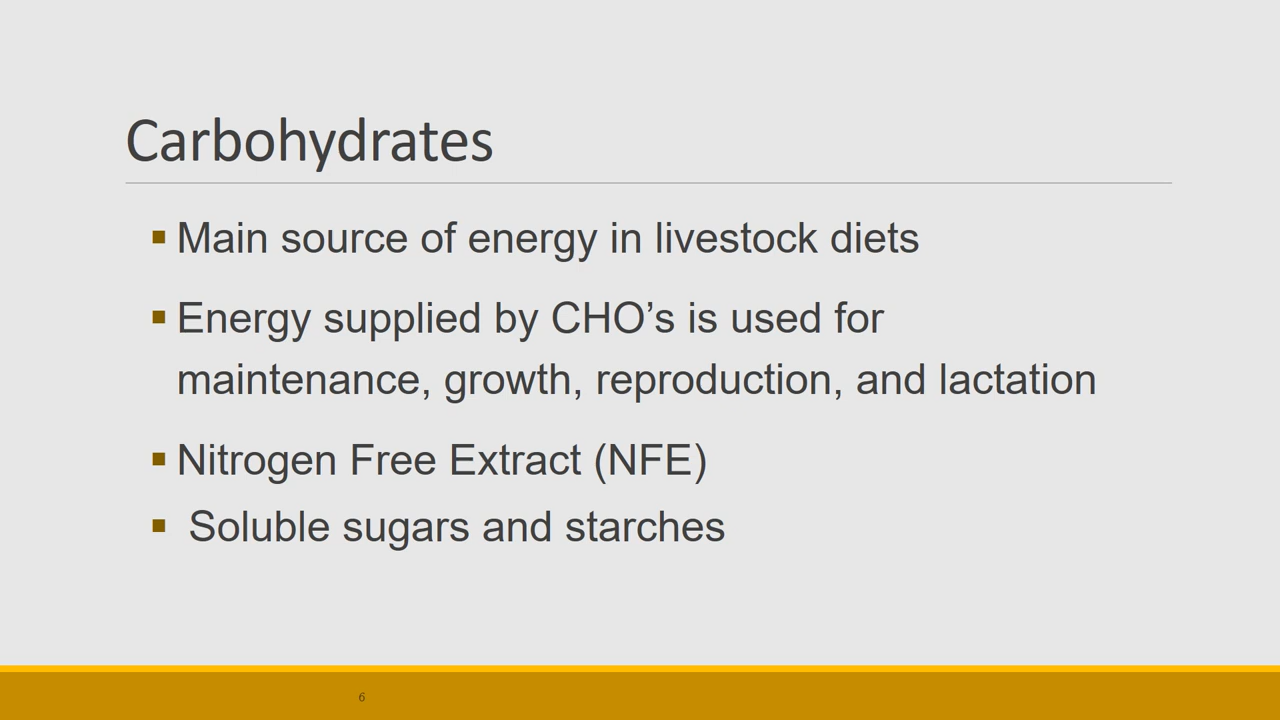 Carbohydrates
▪ Main source of energy in livestock diets
▪ Energy supplied by CHO’s is used for
maintenance, growth, reproduction, and lactation
▪ Nitrogen Free Extract (NFE)
▪ Soluble sugars and starches
6